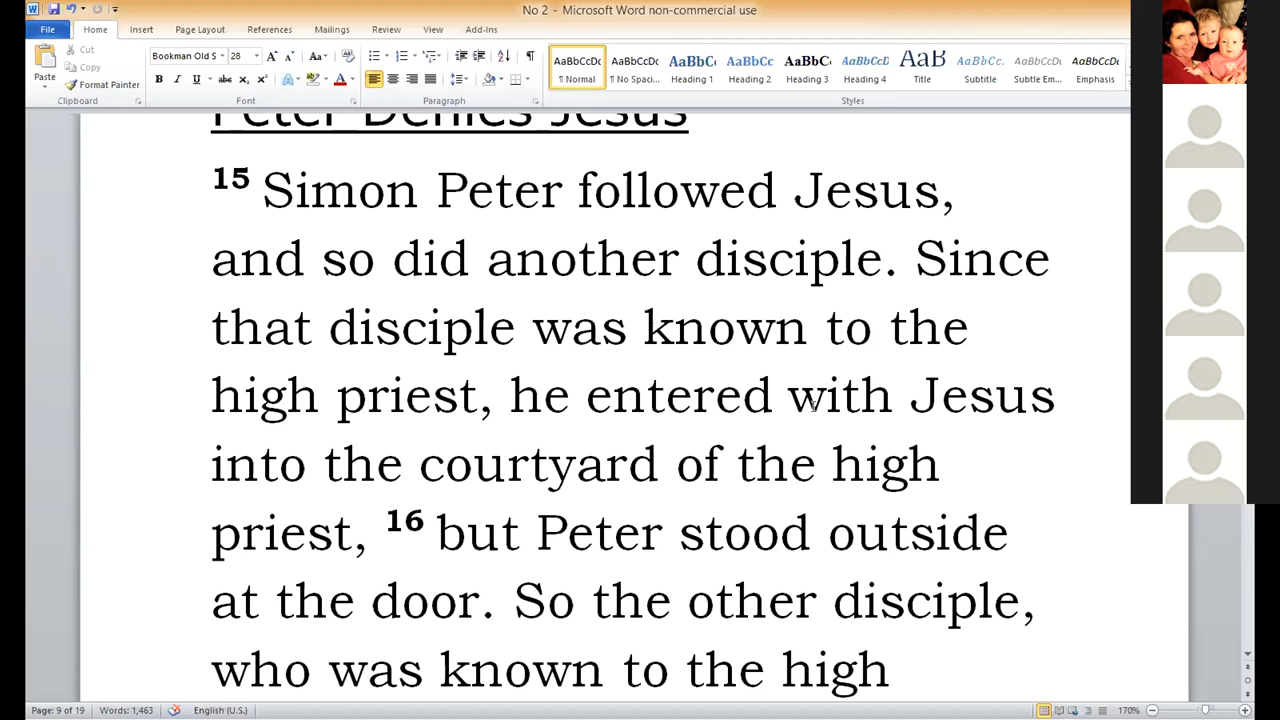 No 2 - Microsoft Word non-commercial use
File Home Insert Page Layout References Mailings Review View Add-Ins
Paste
Cut
Copy
Format Painter
Clipboard
Bookman Old S 28
Font
Paragraph
AaBbCcDc AaBbCcDc AaBbCc AaBbCc AaBbCc AaBbCcD AaB AaBbCc. AaBbCcDc AaBbCcDc
¶ Normal ¶ No Spaci... Heading 1 Heading 2 Heading 3 Heading 4 Title Subtitle Subtle Em... Emphasis
Styles
Peter Denies Jesus
15 Simon Peter followed Jesus,
and so did another disciple. Since
that disciple was known to the
high priest, he entered with Jesus
into the courtyard of the high
priest, 16 but Peter stood outside
at the door. So the other disciple,
who was known to the high
Page: 9 of 19 Words: 1,463 English (U.S.) 170%